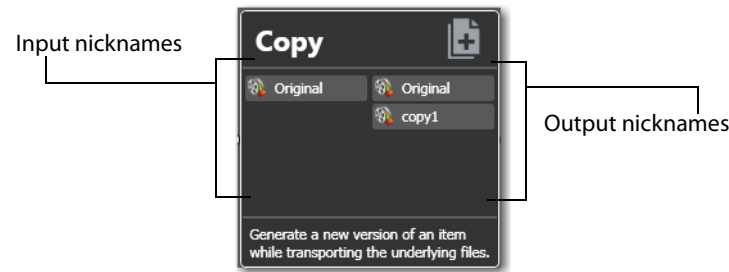 Input nicknames
Copy
Original
Original
copy1
Output nicknames
Generate a new version of an item
while transporting the underlying files.